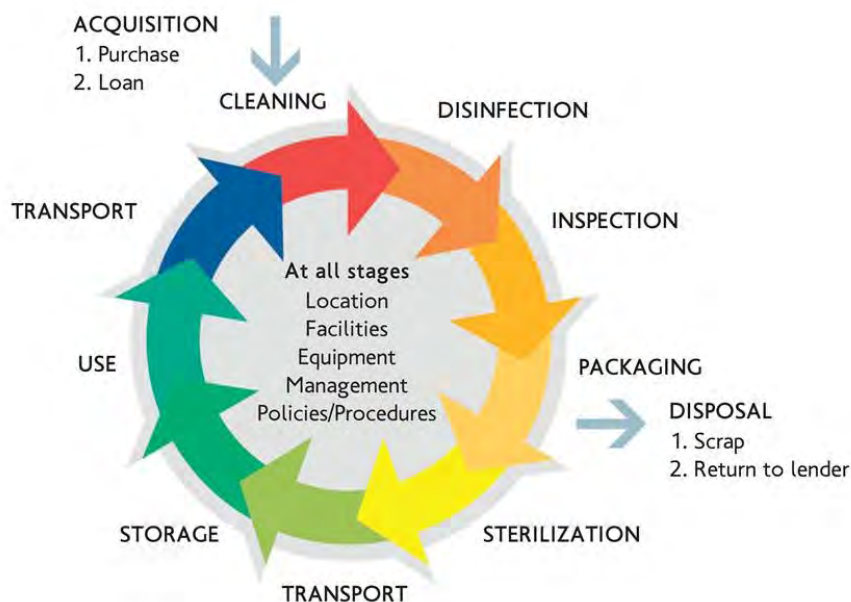 ACQUISITION
1. Purchase
2. Loan
CLEANING
DISINFECTION
INSPECTION
PACKAGING
DISPOSAL
1. Scrap
2. Return to lender
STERILIZATION
TRANSPORT
STORAGE
USE
TRANSPORT
At all stages
Location
Facilities
Equipment
Management
Policies/Procedures